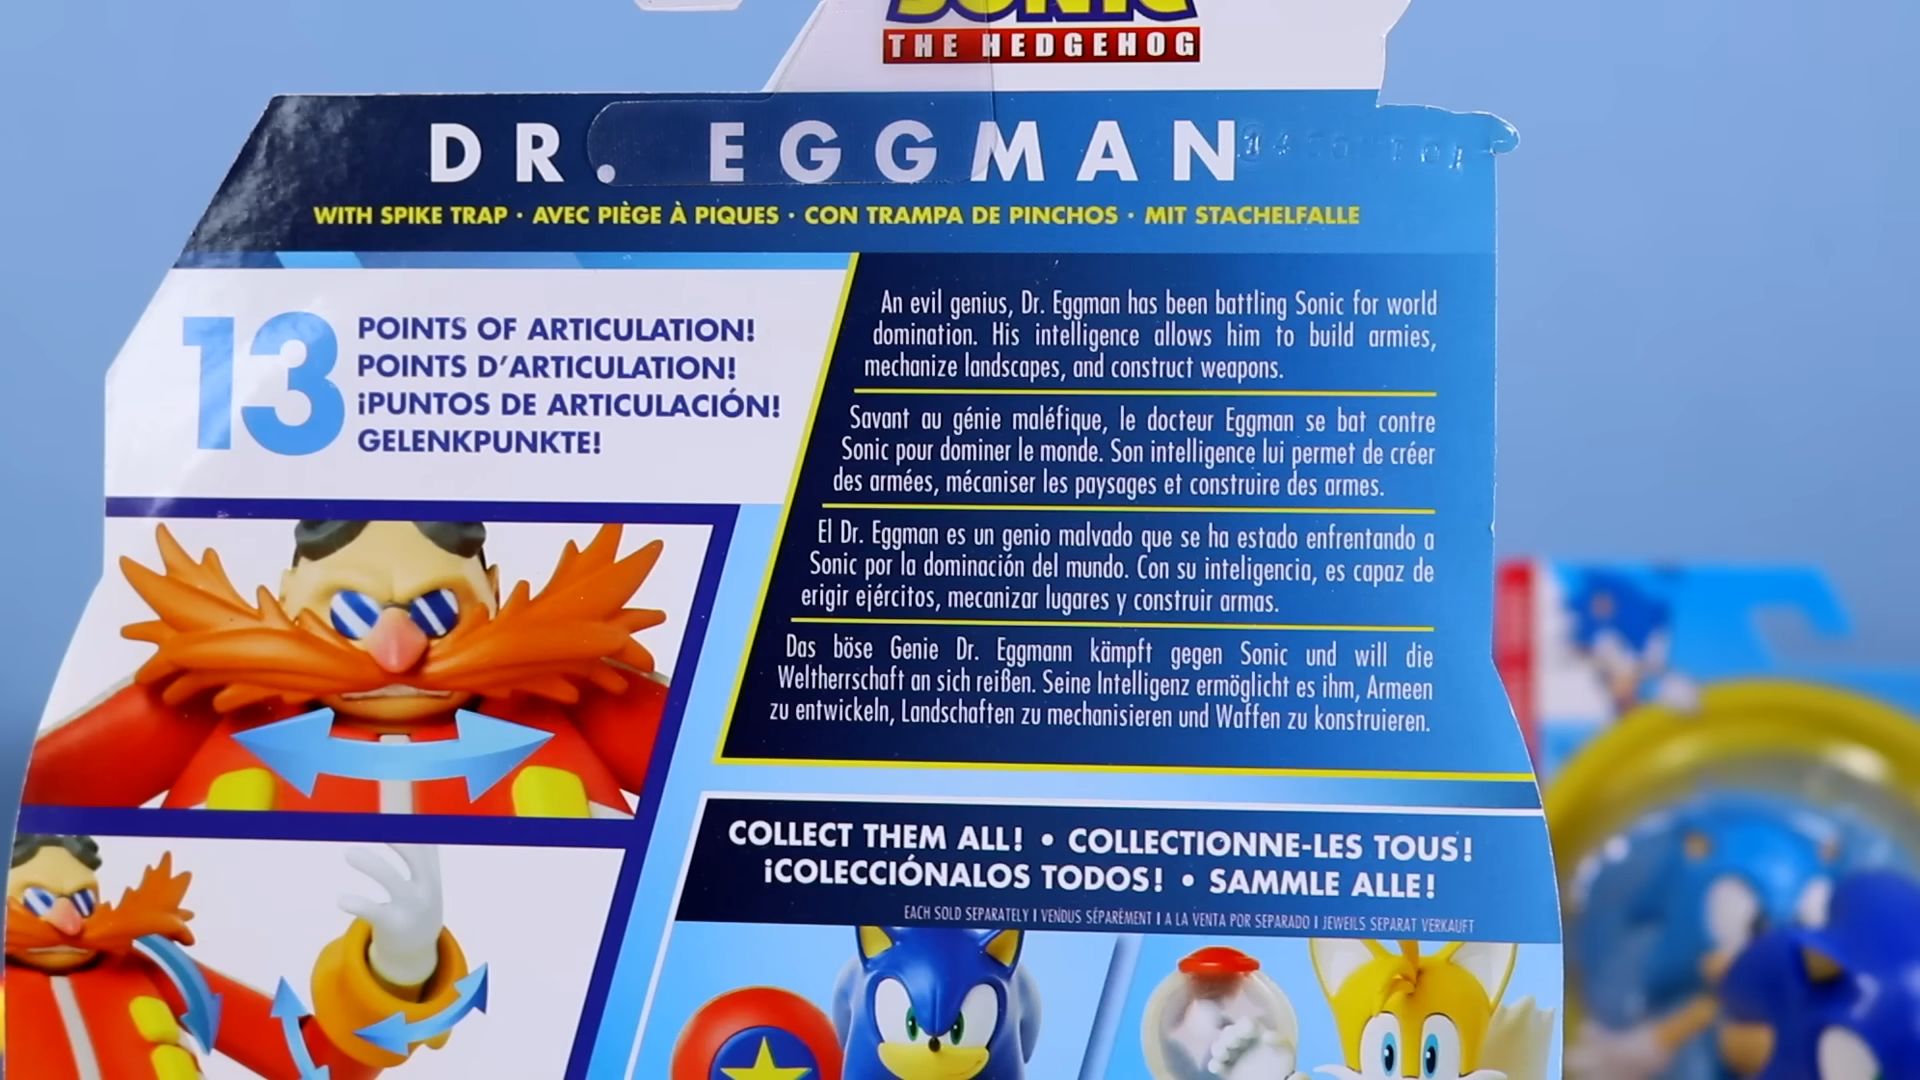 SONIC
THE HEDGEHOG
DR. EGGMAN
WITH SPIKE TRAP · AVEC PIÈGE À PIQUES · CON TRAMPA DE PINCHOS · MIT STACHELFALLE
13
POINTS OF ARTICULATION!
POINTS D'ARTICULATION!
¡PUNTOS DE ARTICULACIÓN!
GELENKPUNKTE!
An evil genius, Dr. Eggman has been battling Sonic for world
domination. His intelligence allows him to build armies,
mechanize landscapes, and construct weapons.
Savant au génie maléfique, le docteur Eggman se bat contre
Sonic pour dominer le monde. Son intelligence lui permet de créer
des armées, mécaniser les paysages et construire des armes.
El Dr. Eggman es un genio malvado que se ha estado enfrentando a
Sonic por la dominación del mundo. Con su inteligencia, es capaz de
erigir ejércitos, mecanizar lugares y construir armas.
Das böse Genie Dr. Eggmann kämpft gegen Sonic und will die
Weltherrschaft an sich reißen. Seine Intelligenz ermöglicht es ihm, Armeen
zu entwickeln, Landschaften zu mechanisieren und Waffen zu konstruieren.
COLLECT THEM ALL! • COLLECTIONNE-LES TOUS!
¡COLECCIÓNALOS TODOS! • SAMMLE ALLE!
EACH SOLD SEPARATELY I VENDUS SÉPARÉMENT I A LA VENTA POR SEPARADO I JEWEILS SEPARAT VERKAUFT